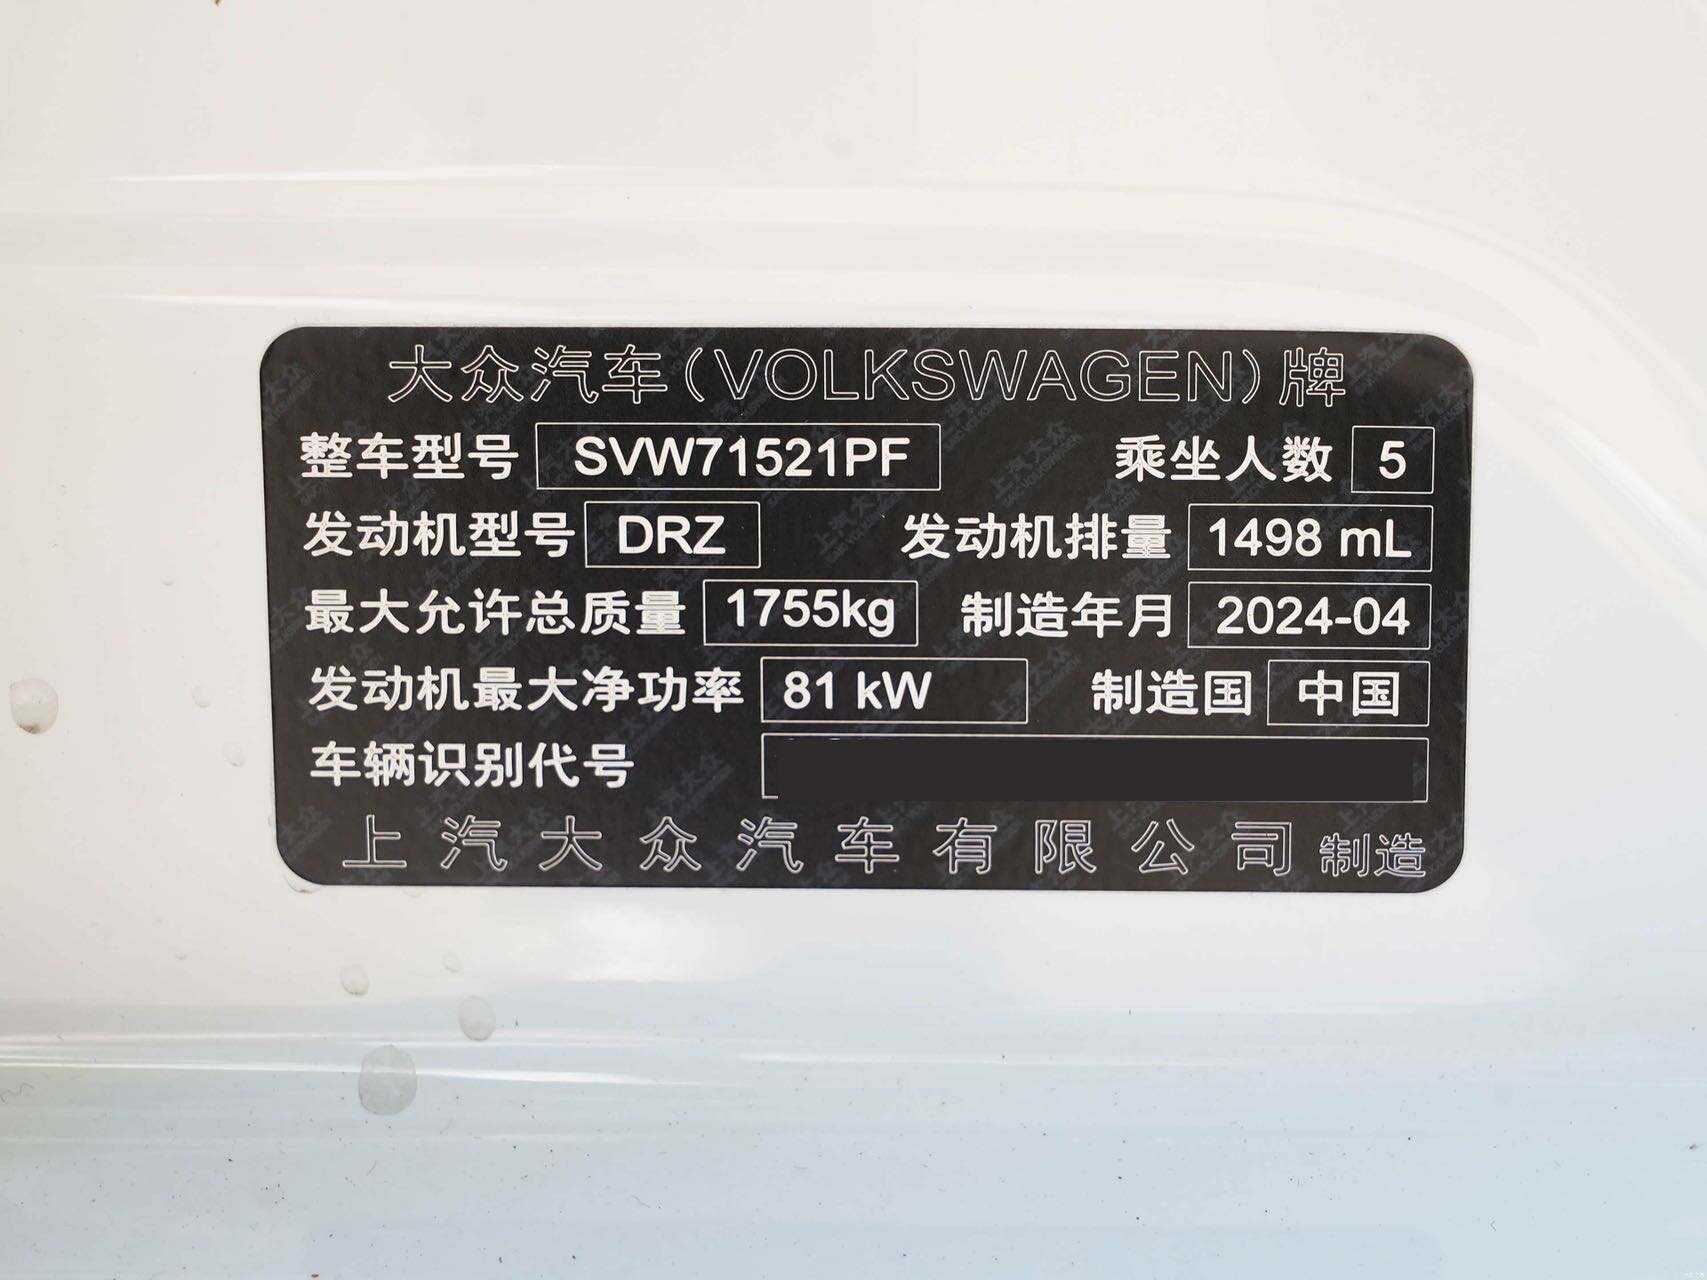 大众汽车(VOLKSWAGEN)牌
整车型号 SVW71521PF 乘坐人数 5
发动机型号 DRZ 发动机排量 1498 mL
最大允许总质量 1755kg 制造年月 2024-04
发动机最大净功率 81 kW 制造国 中国
车辆识别代号
上汽大众汽车有限公司 制造